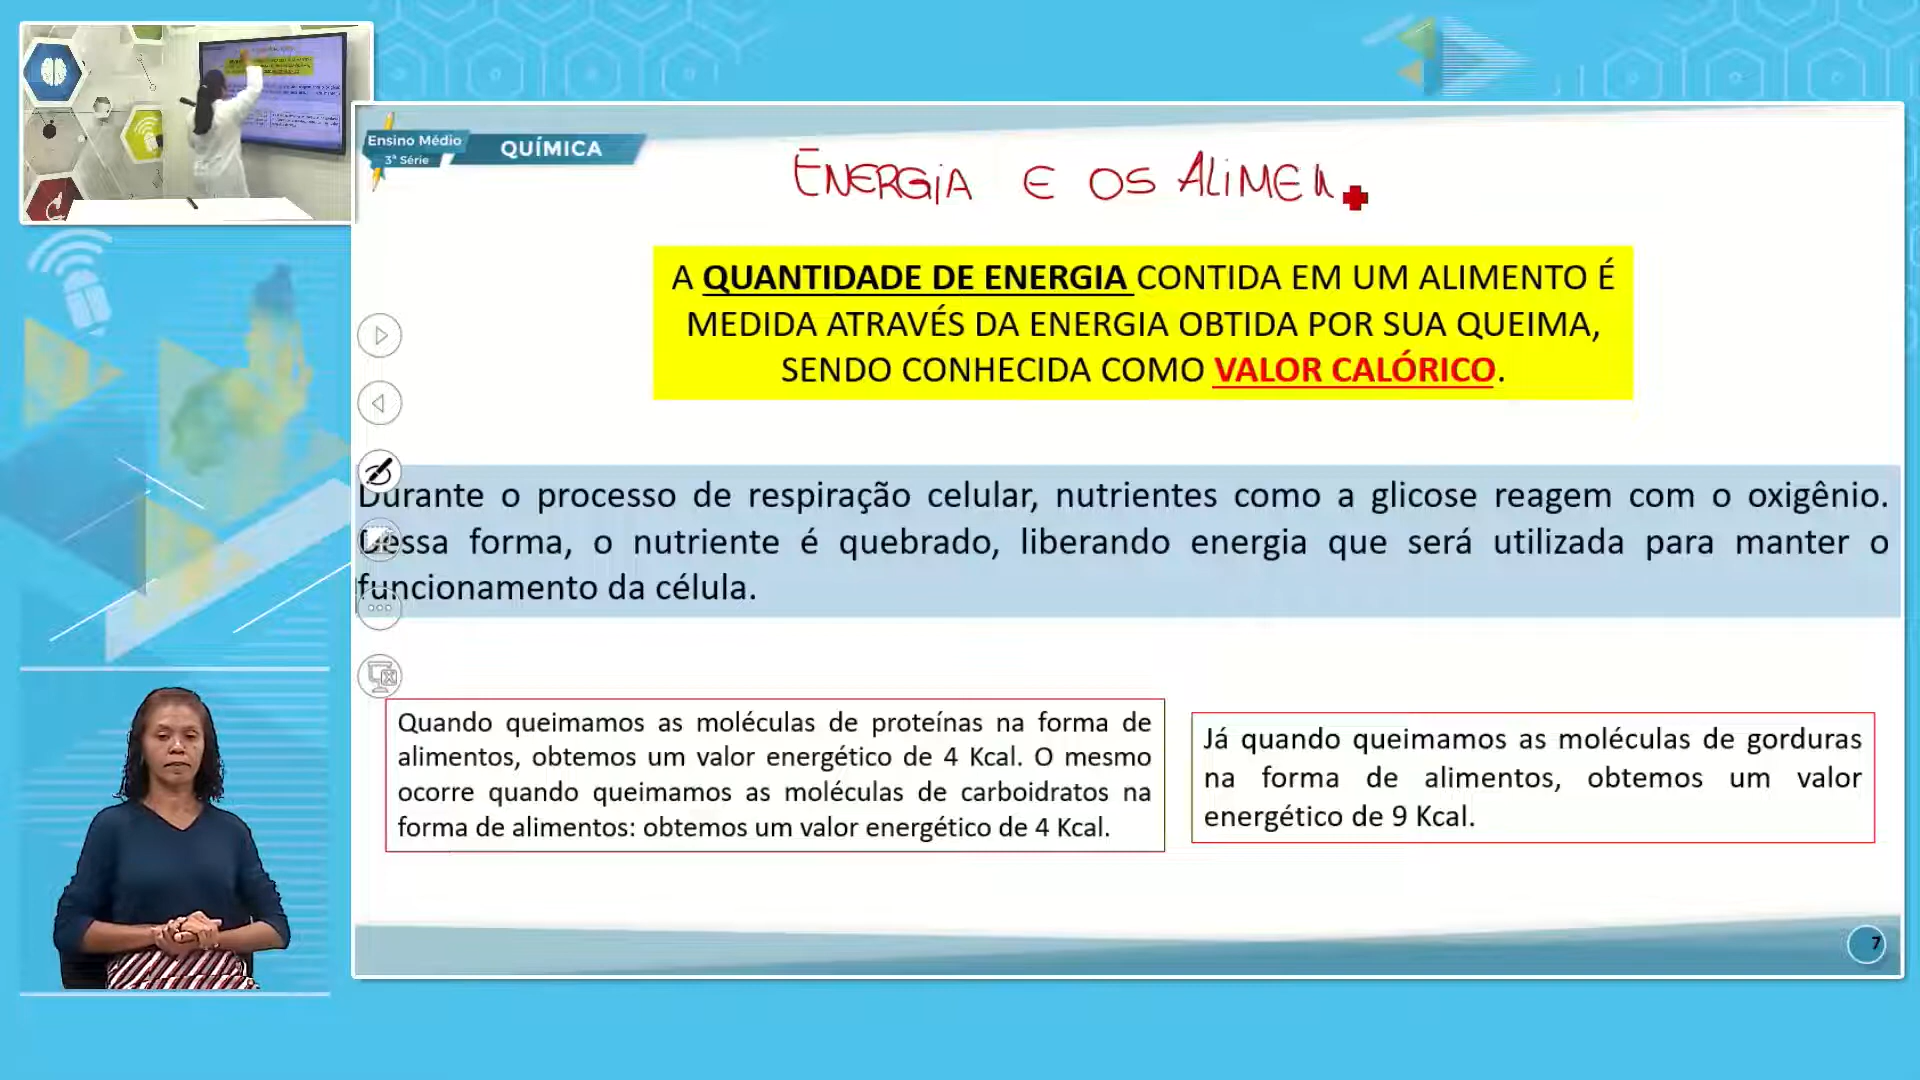 Ensino Médio
3ª Série
QUÍMICA
ENERGIA E OS ALIMEN
A QUANTIDADE DE ENERGIA CONTIDA EM UM ALIMENTO É
MEDIDA ATRAVÉS DA ENERGIA OBTIDA POR SUA QUEIMA,
SENDO CONHECIDA COMO VALOR CALÓRICO.
Durante o processo de respiração celular, nutrientes como a glicose reagem com o oxigênio.
Dessa forma, o nutriente é quebrado, liberando energia que será utilizada para manter o
funcionamento da célula.
Quando queimamos as moléculas de proteínas na forma de
alimentos, obtemos um valor energético de 4 Kcal. O mesmo
ocorre quando queimamos as moléculas de carboidratos na
forma de alimentos: obtemos um valor energético de 4 Kcal.
Já quando queimamos as moléculas de gorduras
na forma de alimentos, obtemos um valor
energético de 9 Kcal.
7